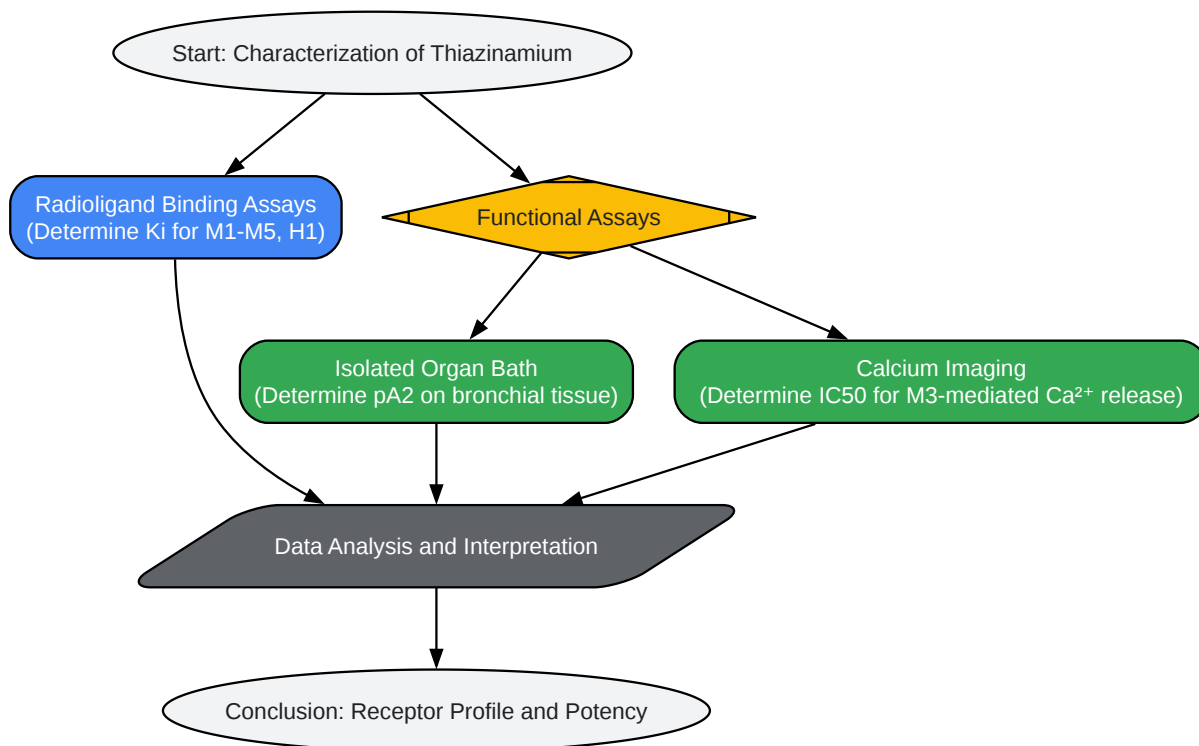 Start: Characterization of Thiazinamium
Radioligand Binding Assays
(Determine Ki for M1-M5, H1)
Functional Assays
Isolated Organ Bath
(Determine pA2 on bronchial tissue)
Calcium Imaging
(Determine IC50 for M3-mediated Ca²⁺ release)
Data Analysis and Interpretation
Conclusion: Receptor Profile and Potency